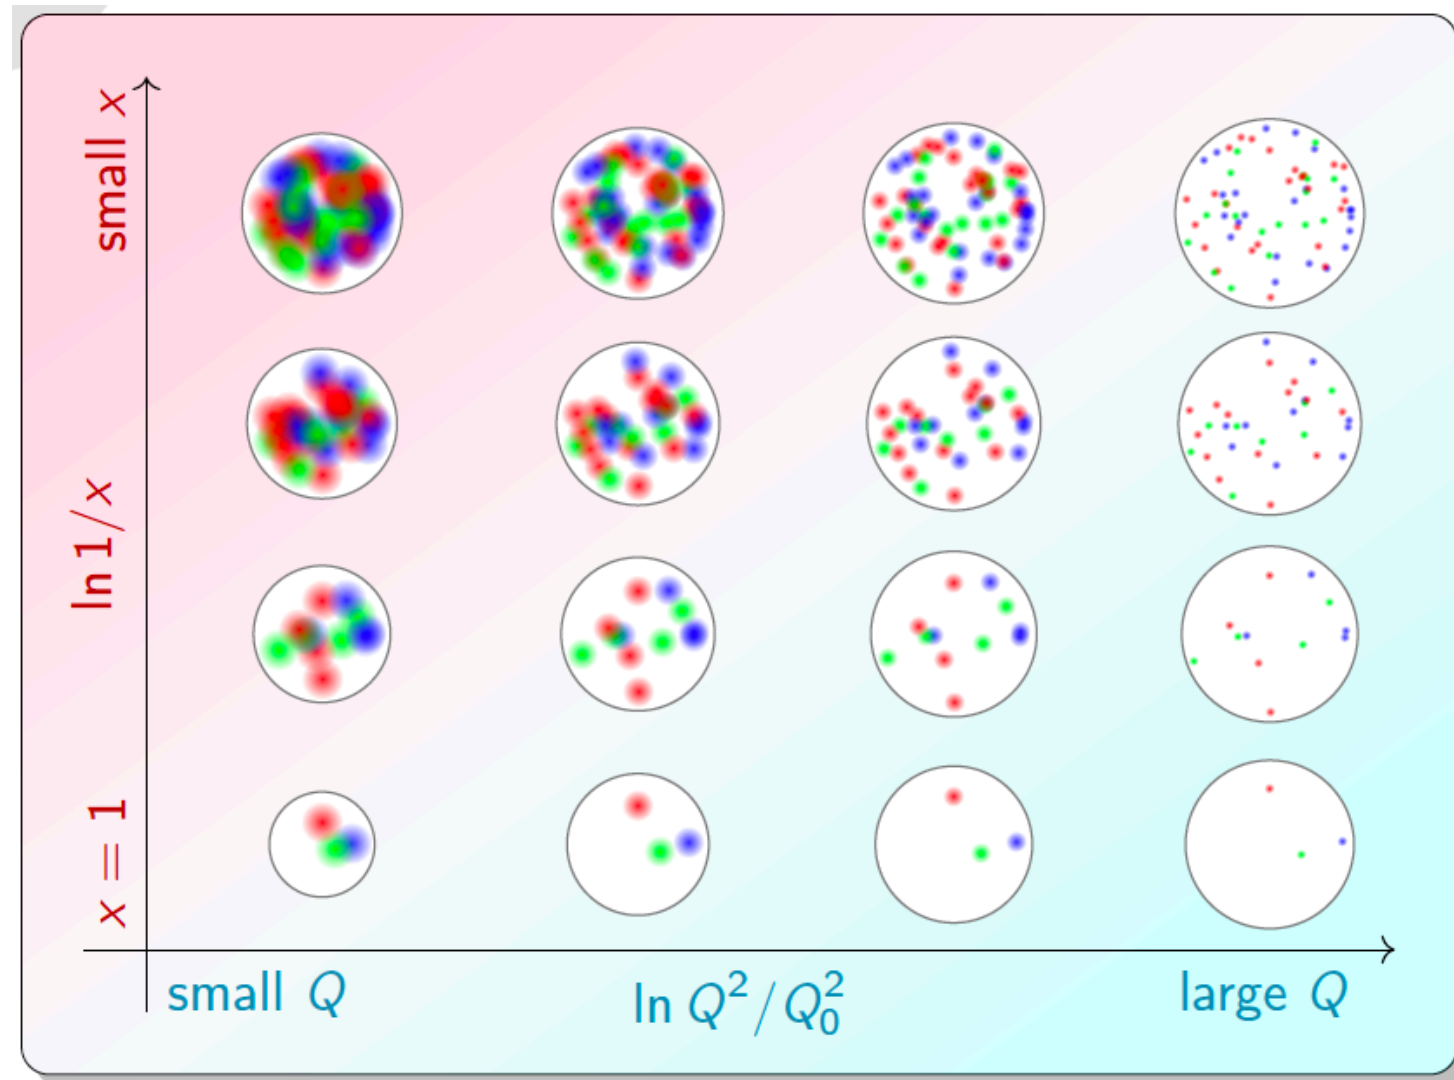 small x
ln 1/x
x = 1
small Q
ln Q²/Q₀²
large Q